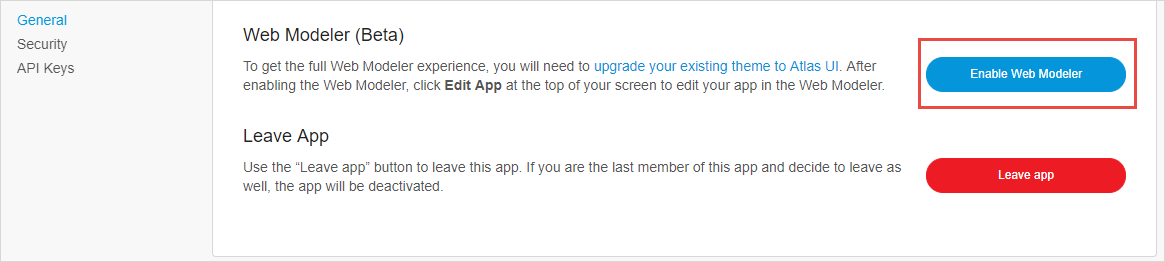 General
Security
API Keys
Web Modeler (Beta)
To get the full Web Modeler experience, you will need to upgrade your existing theme to Atlas UI. After
enabling the Web Modeler, click Edit App at the top of your screen to edit your app in the Web Modeler.
Enable Web Modeler
Leave App
Use the “Leave app” button to leave this app. If you are the last member of this app and decide to leave as
well, the app will be deactivated.
Leave app